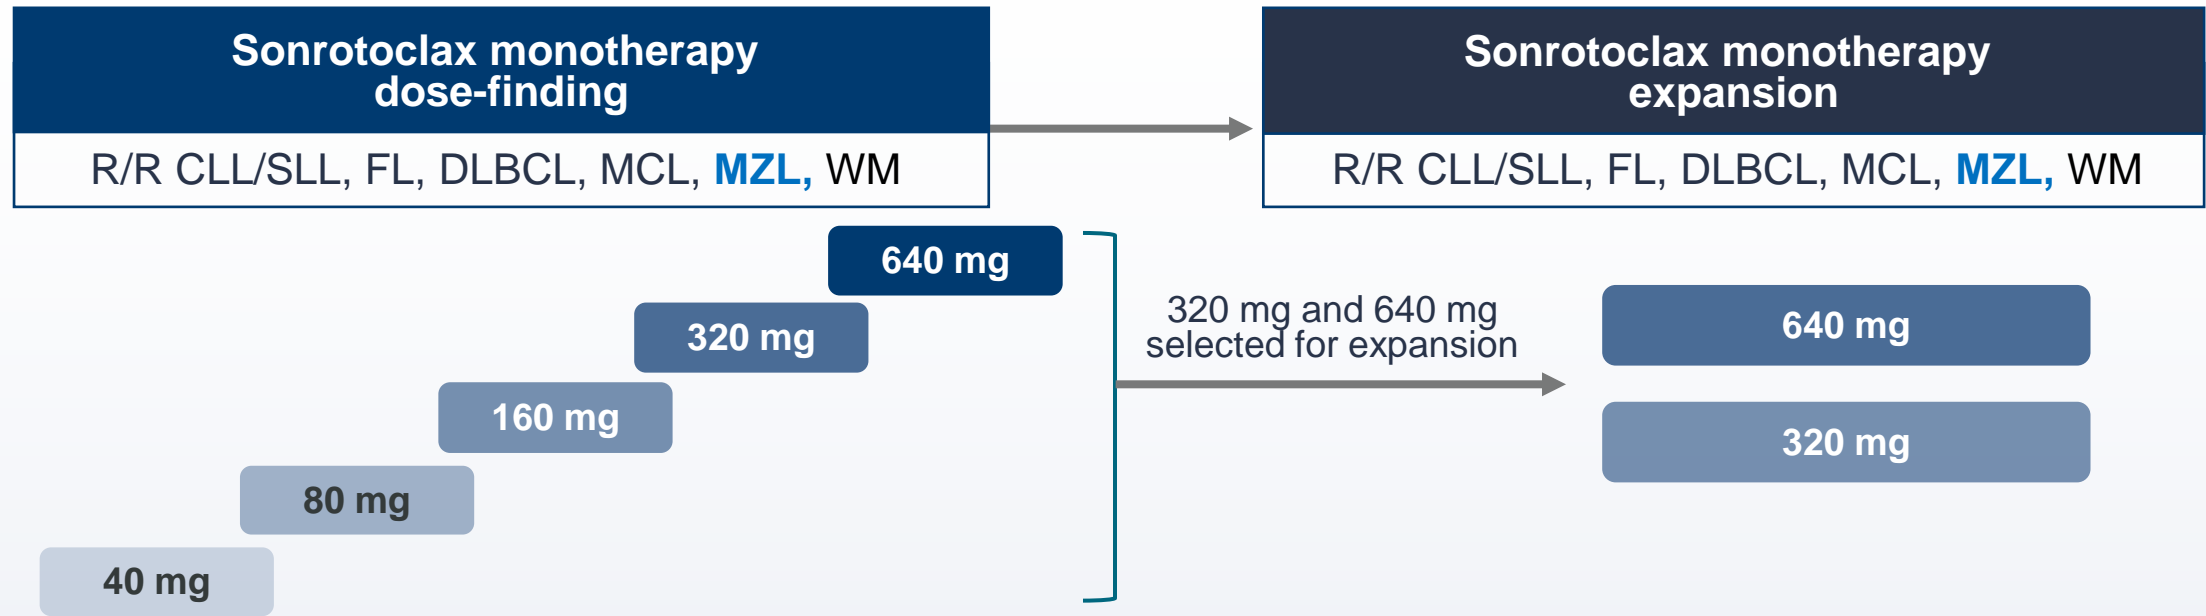 Sonrotoclax monotherapy
dose-finding
R/R CLL/SLL, FL, DLBCL, MCL, MZL, WM
Sonrotoclax monotherapy
expansion
R/R CLL/SLL, FL, DLBCL, MCL, MZL, WM
640 mg
320 mg
160 mg
80 mg
40 mg
320 mg and 640 mg
selected for expansion
640 mg
320 mg